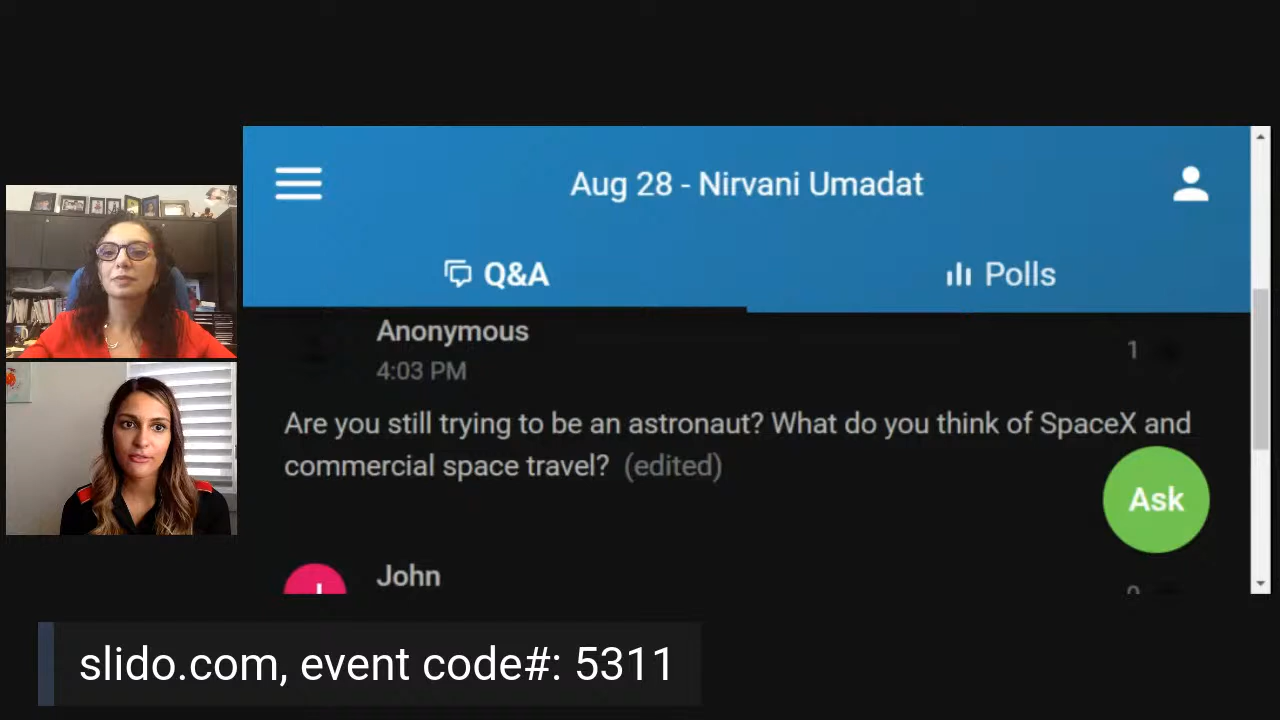 Aug 28 - Nirvani Umadat
Q&A
Polls
Anonymous
1
4:03 PM
Are you still trying to be an astronaut? What do you think of SpaceX and
commercial space travel? (edited)
Ask
John
slido.com, event code#: 5311